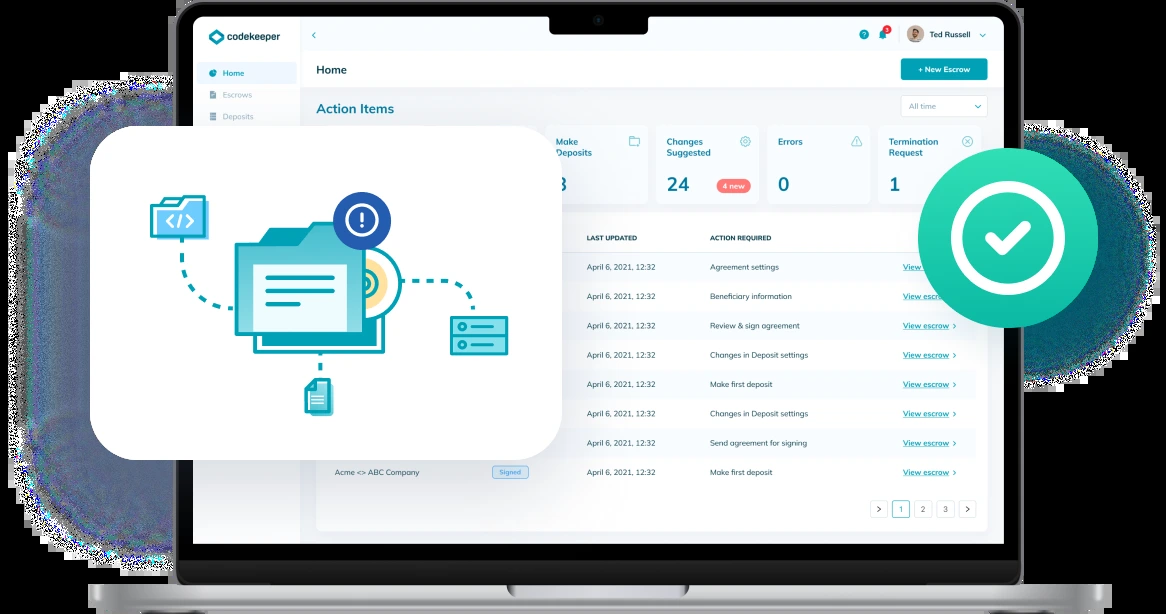 codekeeper
3
Ted Russell
Home
Home
+ New Escrow
Escrows
Action Items
All time
Deposits
Make Deposits
Changes Suggested
Errors
Termination Request
24
4 new
0
1
LAST UPDATED
ACTION REQUIRED
April 6, 2021, 12:32 Agreement settings View
April 6, 2021, 12:32 Beneficiary information View
April 6, 2021, 12:32 Review & sign agreement View escrow >
April 6, 2021, 12:32 Changes in Deposit settings View escrow >
April 6, 2021, 12:32 Make first deposit View escrow >
April 6, 2021, 12:32 Changes in Deposit settings View escrow >
April 6, 2021, 12:32 Send agreement for signing View escrow >
Acme <> ABC Company Signed April 6, 2021, 12:32 Make first deposit View escrow >
> 1 2 3 >